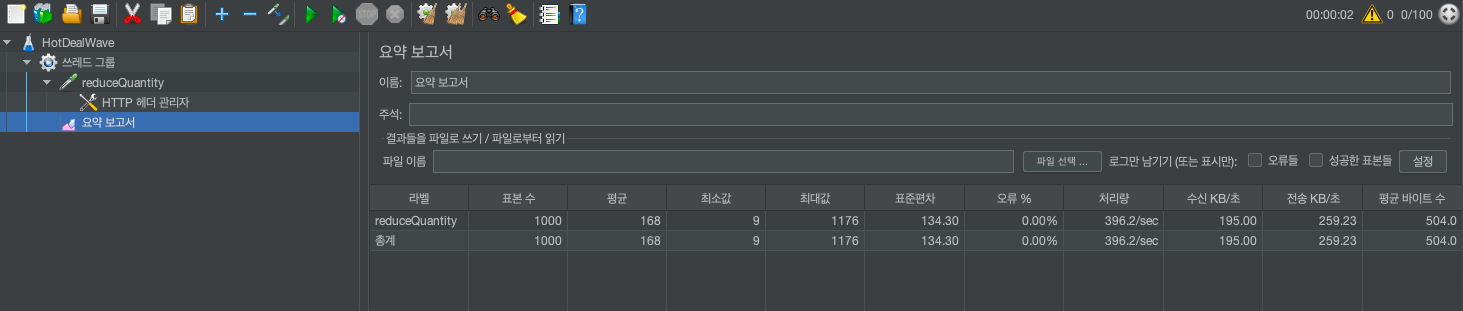 STOP
00:00:02 0 0/100
HotDealWave
쓰레드 그룹
reduceQuantity
HTTP 헤더 관리자
요약 보고서
요약 보고서
이름: 요약 보고서
주석:
결과들을 파일로 쓰기 / 파일로부터 읽기
파일 이름 파일 선택 ... 로그만 남기기 (또는 표시만): 오류들 성공한 표본들 설정
라벨 표본 수 평균 최소값 최대값 표준편차 오류 % 처리량 수신 KB/초 전송 KB/초 평균 바이트 수
reduceQuantity 1000 168 9 1176 134.30 0.00% 396.2/sec 195.00 259.23 504.0
총계 1000 168 9 1176 134.30 0.00% 396.2/sec 195.00 259.23 504.0